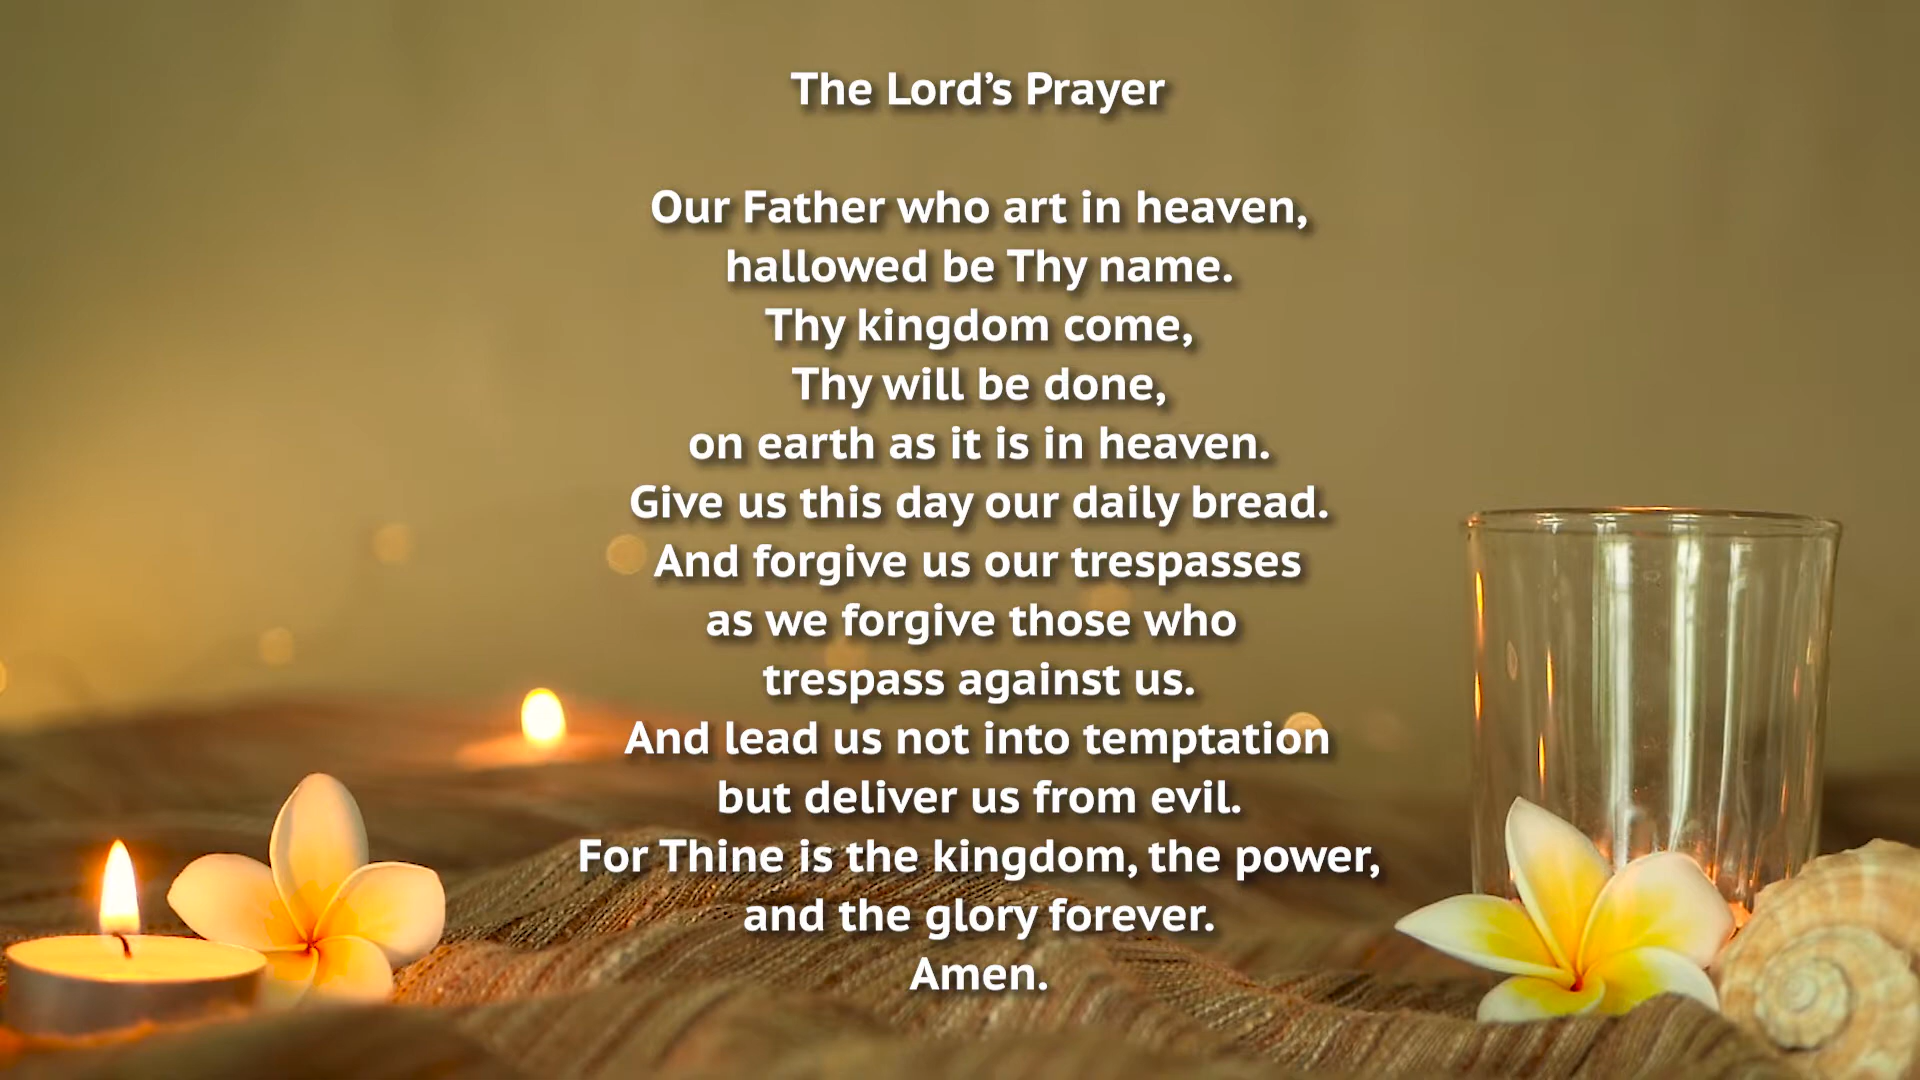 The Lord’s Prayer
Our Father who art in heaven,
hallowed be Thy name.
Thy kingdom come,
Thy will be done,
on earth as it is in heaven.
Give us this day our daily bread.
And forgive us our trespasses
as we forgive those who
trespass against us.
And lead us not into temptation
but deliver us from evil.
For Thine is the kingdom, the power,
and the glory forever.
Amen.